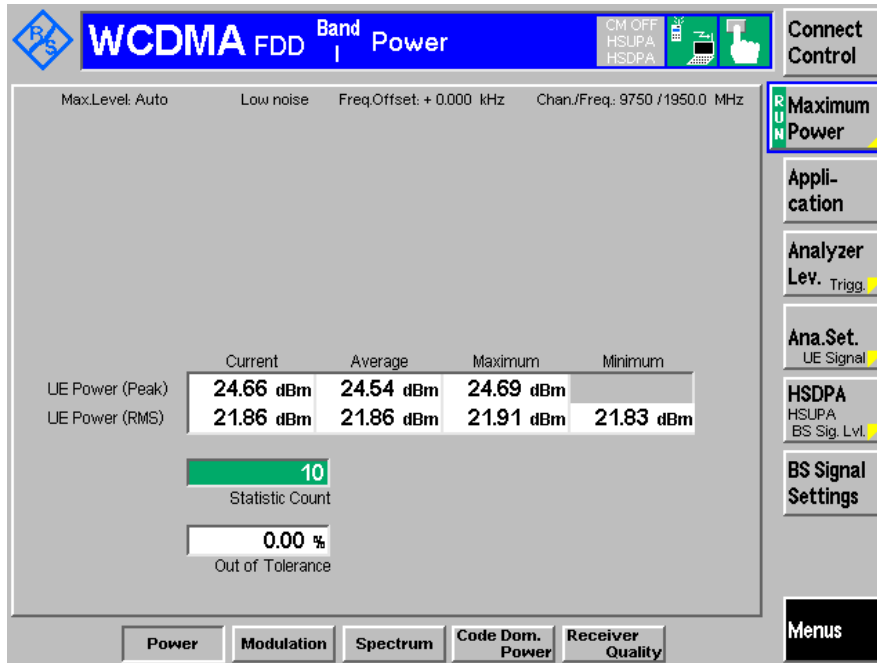 R&S
WCDMA FDD Band I Power
CM OFF
HSUPA
HSDPA
Connect
Control
Max.Level: Auto Low noise Freq.Offset: + 0.000 kHz Chan./Freq.: 9750 /1950.0 MHz
RUN
Maximum
Power
Appli-
cation
Analyzer
Lev. Trigg.
Ana.Set.
UE Signal
HSDPA
HSUPA
BS Sig. Lvl.
BS Signal
Settings
Current Average Maximum Minimum
UE Power (Peak) 24.66 dBm 24.54 dBm 24.69 dBm
UE Power (RMS) 21.86 dBm 21.86 dBm 21.91 dBm 21.83 dBm
10
Statistic Count
0.00 %
Out of Tolerance
Power Modulation Spectrum Code Dom. Power Receiver Quality
Menus